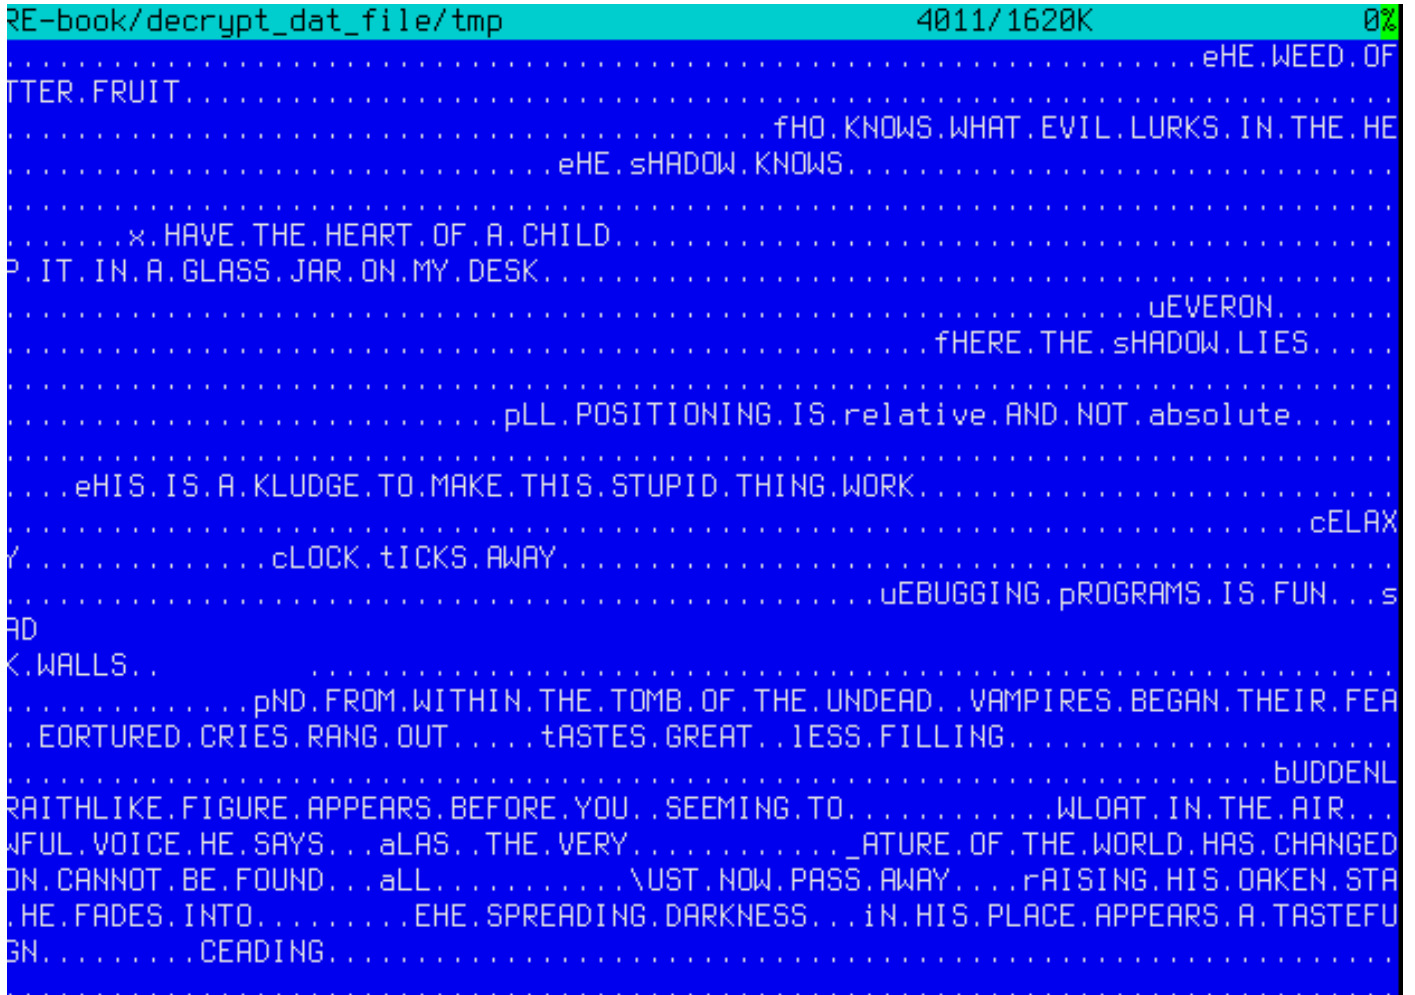 RE-book/decrypt_dat_file/tmp 4011/1620K 0%
eHE.WEED.OF
TTER.FRUIT
fHO.KNOWS.WHAT.EVIL.LURKS.IN.THE.HE
eHE.sHADOW.KNOWS
x.HAVE.THE.HEART.OF.A.CHILD
P.IT.IN.A.GLASS.JAR.ON.MY.DESK
uEVERON
fHERE.THE.sHADOW.LIES
pLL.POSITIONING.IS.relative.AND.NOT.absolute
eHIS.IS.A.KLUDGE.TO.MAKE.THIS.STUPID.THING.WORK
cELAX
Y..............cLOCK.tICKS.AWAY
uEBUGGING.pROGRAMS.IS.FUN...s
AD
K.WALLS..
pND.FROM.WITHIN.THE.TOMB.OF.THE.UNDEAD..VAMPIRES.BEGAN.THEIR.FEA
..EORTURED.CRIES.RANG.OUT.....tASTES.GREAT..lESS.FILLING
bUDDENL
RAITHLIKE.FIGURE.APPEARS.BEFORE.YOU..SEEMING.TO............WLOAT.IN.THE.AIR...
WFUL.VOICE.HE.SAYS...aLAS..THE.VERY............_ATURE.OF.THE.WORLD.HAS.CHANGED
ON.CANNOT.BE.FOUND...aLL...........\UST.NOW.PASS.AWAY....rAISING.HIS.OAKEN.STA
.HE.FADES.INTO.........EHE.SPREADING.DARKNESS...iN.HIS.PLACE.APPEARS.A.TASTEFU
GN.........CEADING